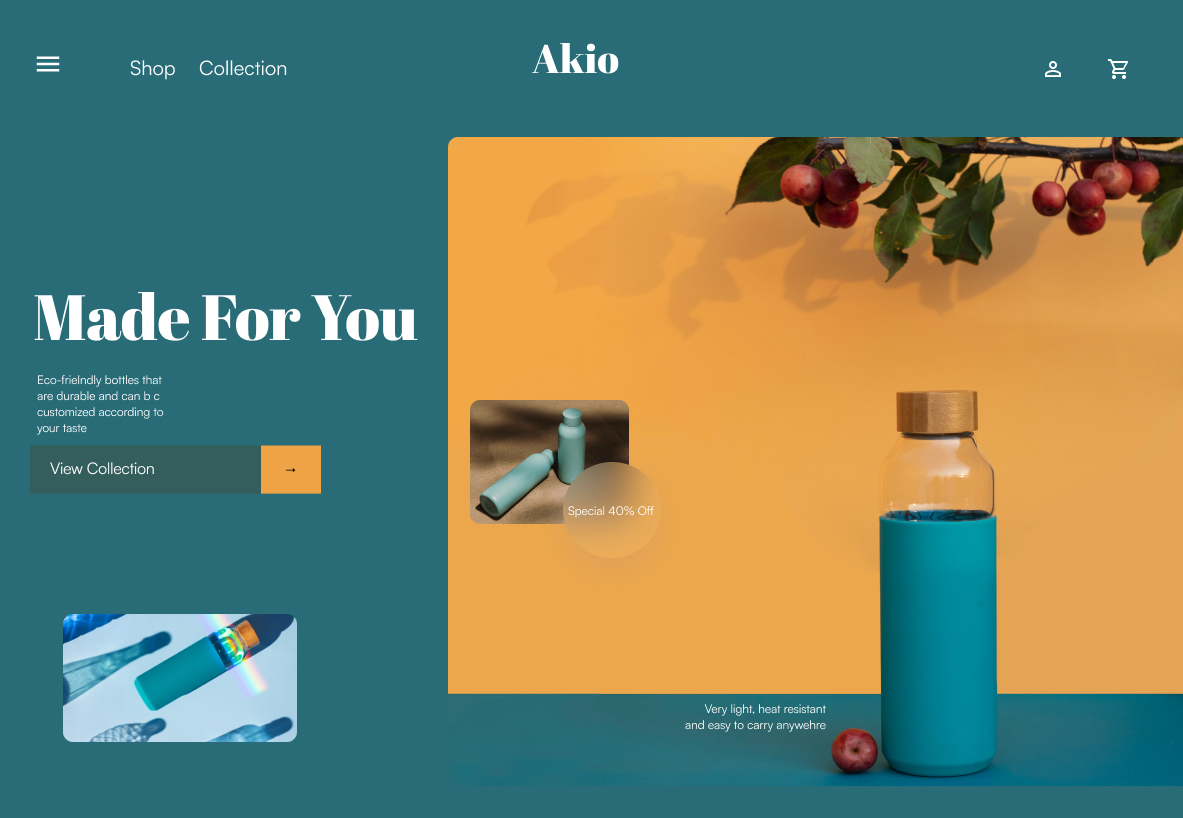 Shop Collection
Akio
Made For You
Eco-frielndly bottles that
are durable and can b c
customized according to
your taste
View Collection →
Special 40% Off
Very light, heat resistant
and easy to carry anywehre